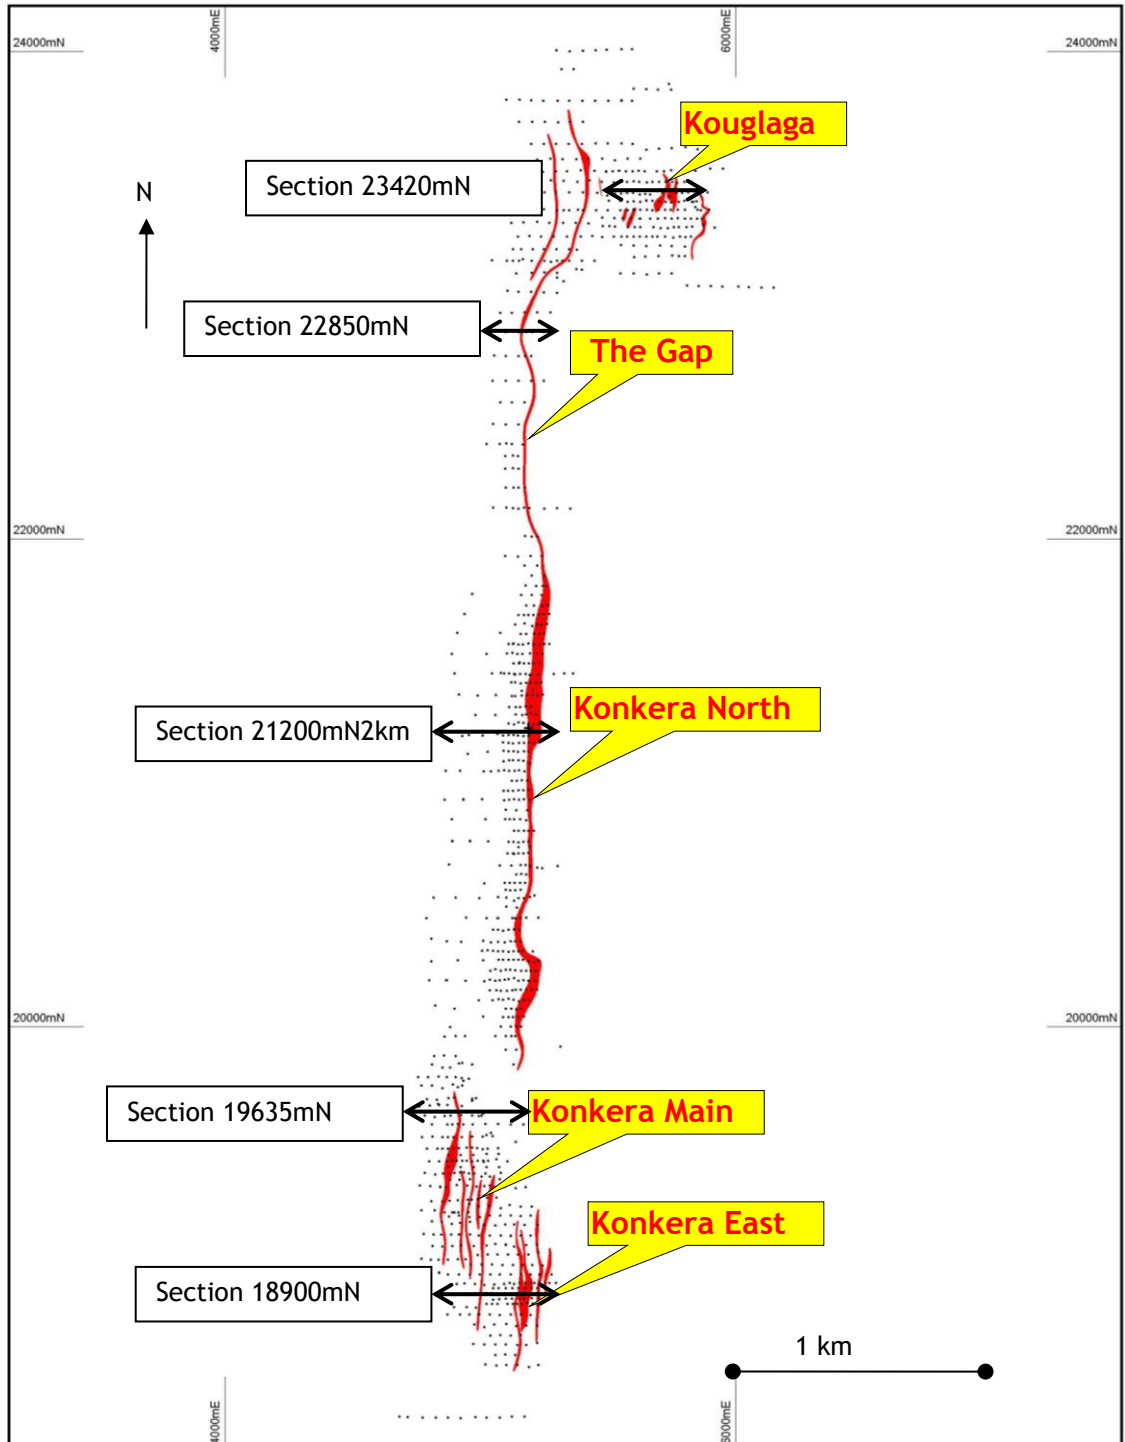 4000mE
6000mE
24000mN
24000mN
Kouglaga
Section 23420mN
N
Section 22850mN
The Gap
22000mN
22000mN
Konkera North
Section 21200mN2km
20000mN
20000mN
Section 19635mN
Konkera Main
Konkera East
Section 18900mN
1 km
4000mE
6000mE